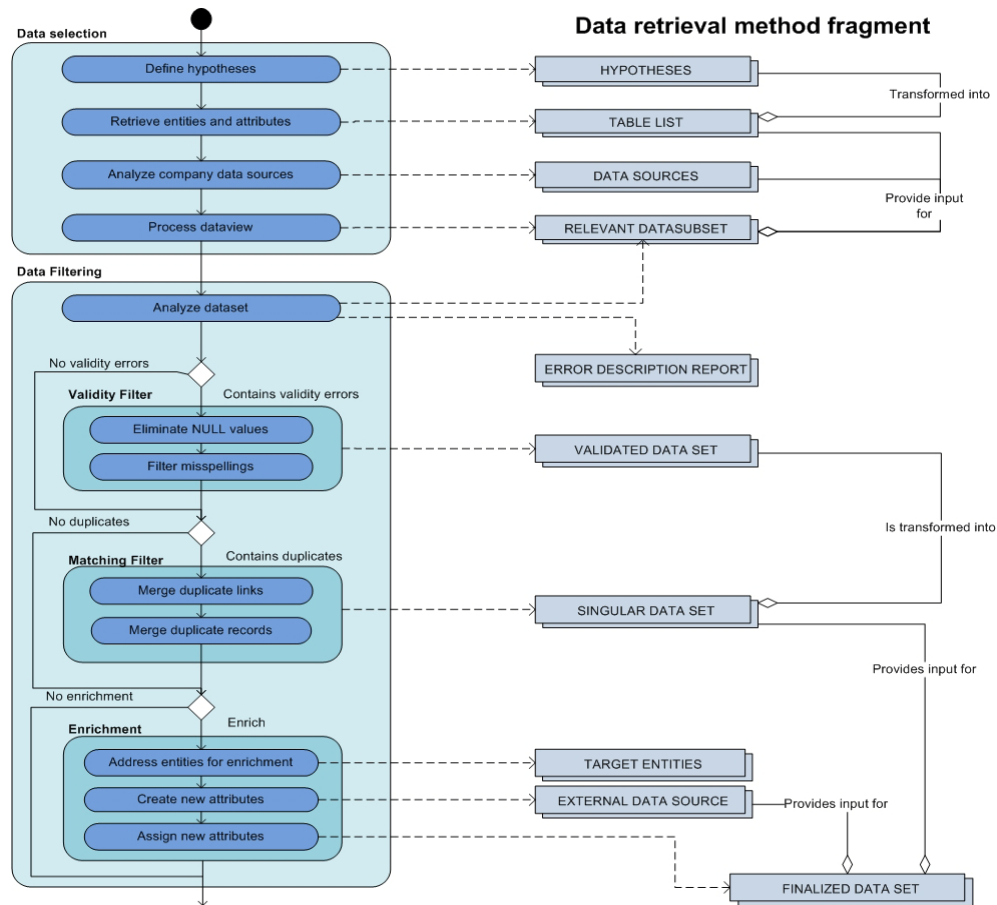 Data retrieval method fragment
Data selection
Define hypotheses
HYPOTHESES
Transformed into
Retrieve entities and attributes
TABLE LIST
Analyze company data sources
DATA SOURCES
Provide input
for
Process dataview
RELEVANT DATASUBSET
Data Filtering
Analyze dataset
No validity errors
ERROR DESCRIPTION REPORT
Validity Filter
Contains validity errors
Eliminate NULL values
VALIDATED DATA SET
Filter misspellings
No duplicates
Is transformed into
Matching Filter
Contains duplicates
Merge duplicate links
SINGULAR DATA SET
Merge duplicate records
Provides input for
No enrichment
Enrich
Enrichment
Address entities for enrichment
TARGET ENTITIES
Create new attributes
EXTERNAL DATA SOURCE
Provides input for
Assign new attributes
FINALIZED DATA SET